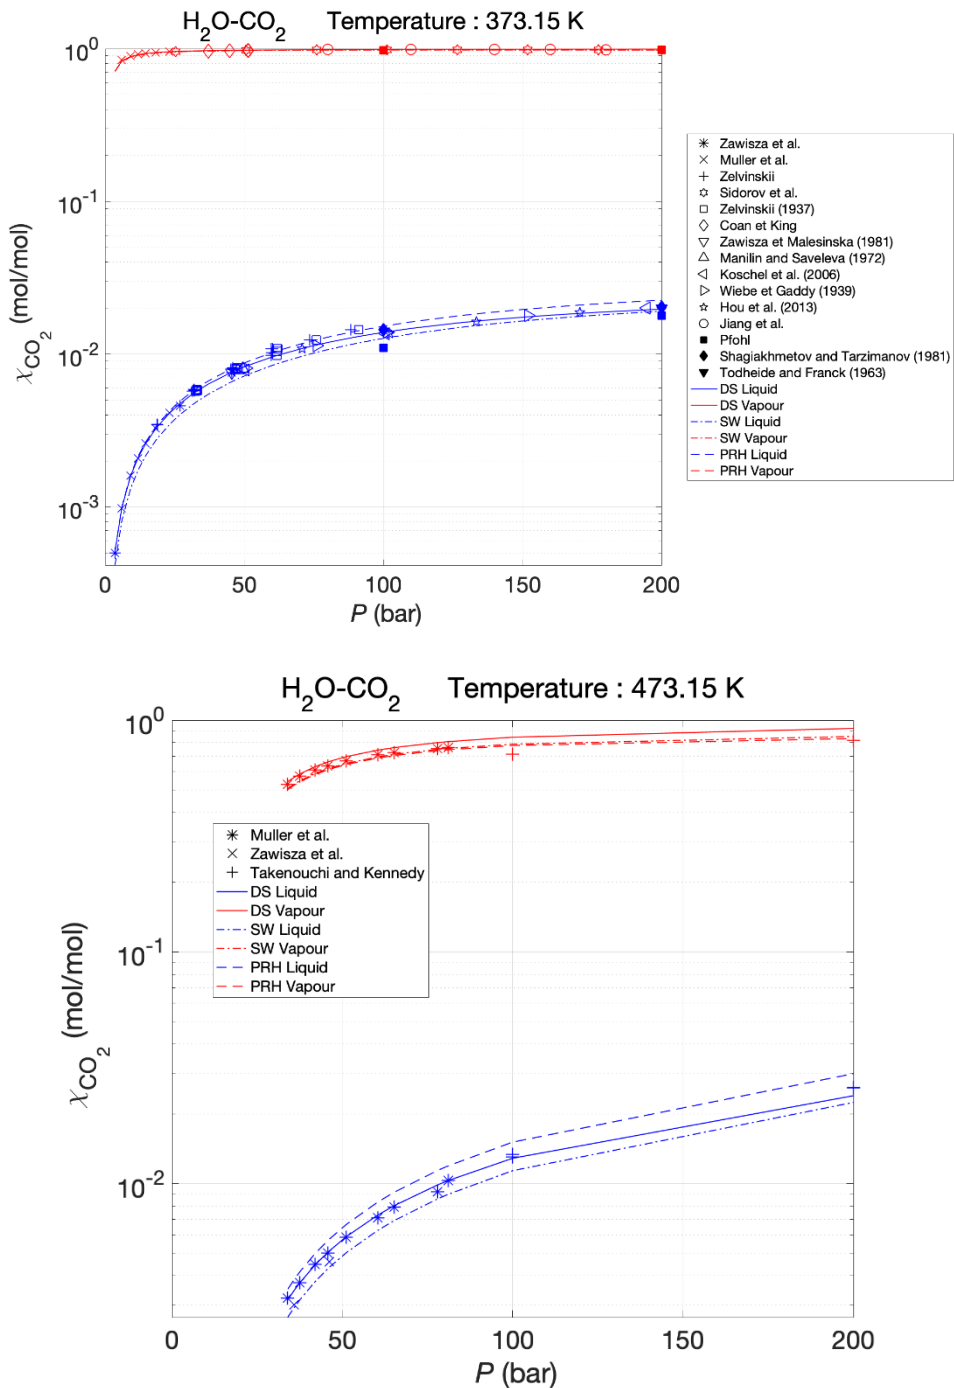 H2O-CO2 Temperature : 373.15 K
10^0
10^-1
10^-2
10^-3
χCO2 (mol/mol)
0 50 100 150 200
P (bar)
Zawisza et al.
Muller et al.
Zelvinskii
Sidorov et al.
Zelvinskii (1937)
Coan et King
Zawisza et Malesinska (1981)
Manilin and Saveleva (1972)
Koschel et al. (2006)
Wiebe et Gaddy (1939)
Hou et al. (2013)
Jiang et al.
Pfohl
Shagiakhmetov and Tarzimanov (1981)
Todheide and Franck (1963)
DS Liquid
DS Vapour
SW Liquid
SW Vapour
PRH Liquid
PRH Vapour
H2O-CO2 Temperature : 473.15 K
10^0
10^-1
10^-2
χCO2 (mol/mol)
Muller et al.
Zawisza et al.
Takenouchi and Kennedy
DS Liquid
DS Vapour
SW Liquid
SW Vapour
PRH Liquid
PRH Vapour
0 50 100 150 200
P (bar)